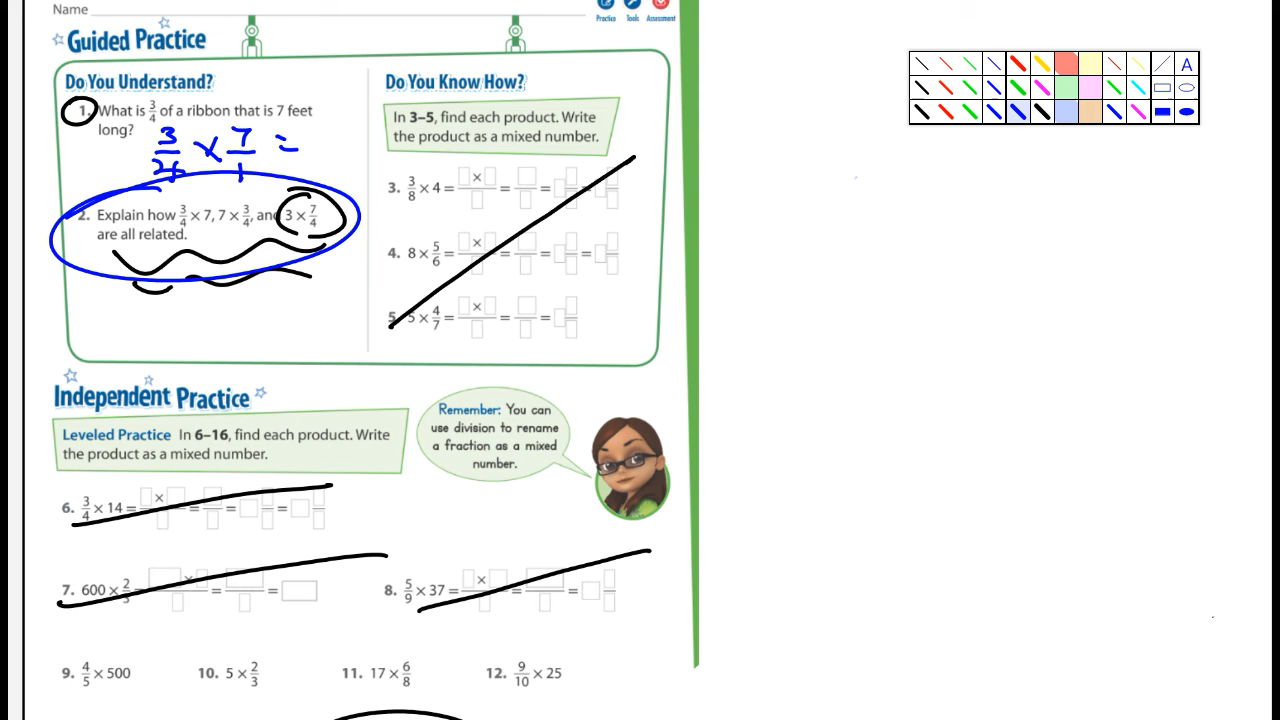 Name
Practice Tools Assessment
Guided Practice
Do You Understand?
1. What is 3/4 of a ribbon that is 7 feet
long?
3/4 × 7/1 =
2. Explain how 3/4 × 7, 7 × 3/4, and 3 × 7/4
are all related.
Do You Know How?
In 3–5, find each product. Write
the product as a mixed number.
3. 3/8 × 4 = × = = =
4. 8 × 5/6 = × = = =
5. 5 × 4/7 = × = =
Independent Practice
Leveled Practice In 6–16, find each product. Write
the product as a mixed number.
Remember: You can
use division to rename
a fraction as a mixed
number.
6. 3/4 × 14 = × = = =
7. 600 × 2/3 = × = =
8. 5/9 × 37 = × = =
9. 4/5 × 500
10. 5 × 2/3
11. 17 × 6/8
12. 9/10 × 25
A